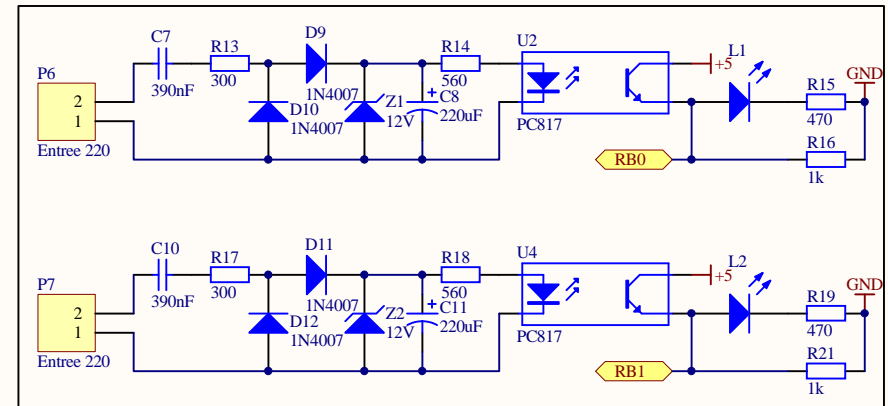 C7
R13
D9
R14
U2
L1
P6
+5
GND
2
1
390nF
300
1N4007
Z1
560
C8
R15
D10
1N4007
12V
220uF
PC817
470
Entree 220
RB0
R16
1k
C10
R17
D11
R18
U4
L2
P7
+5
GND
2
1
390nF
300
1N4007
Z2
560
C11
R19
D12
1N4007
12V
220uF
PC817
470
Entree 220
RB1
R21
1k